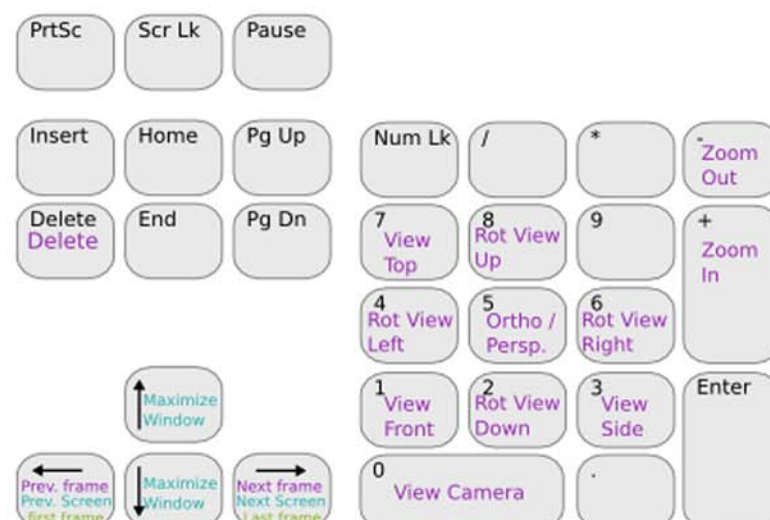 PrtSc
Scr Lk
Pause
Insert
Home
Pg Up
Delete
Delete
End
Pg Dn
Num Lk
/
*
-
Zoom
Out
7
View
Top
8
Rot View
Up
9
+
Zoom
In
4
Rot View
Left
5
Ortho /
Persp.
6
Rot View
Right
1
View
Front
2
Rot View
Down
3
View
Side
Enter
0
View Camera
.
Maximize
Window
Prev. frame
Prev. Screen
first frame
Maximize
Window
Next frame
Next Screen
Last frame